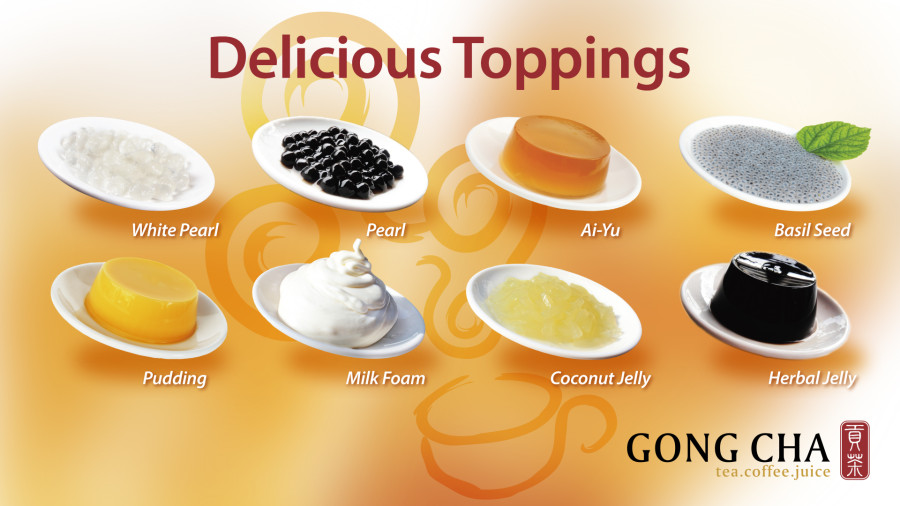 Delicious Toppings
White Pearl
Pearl
Ai-Yu
Basil Seed
Pudding
Milk Foam
Coconut Jelly
Herbal Jelly
GONG CHA
tea.coffee.juice
貢茶